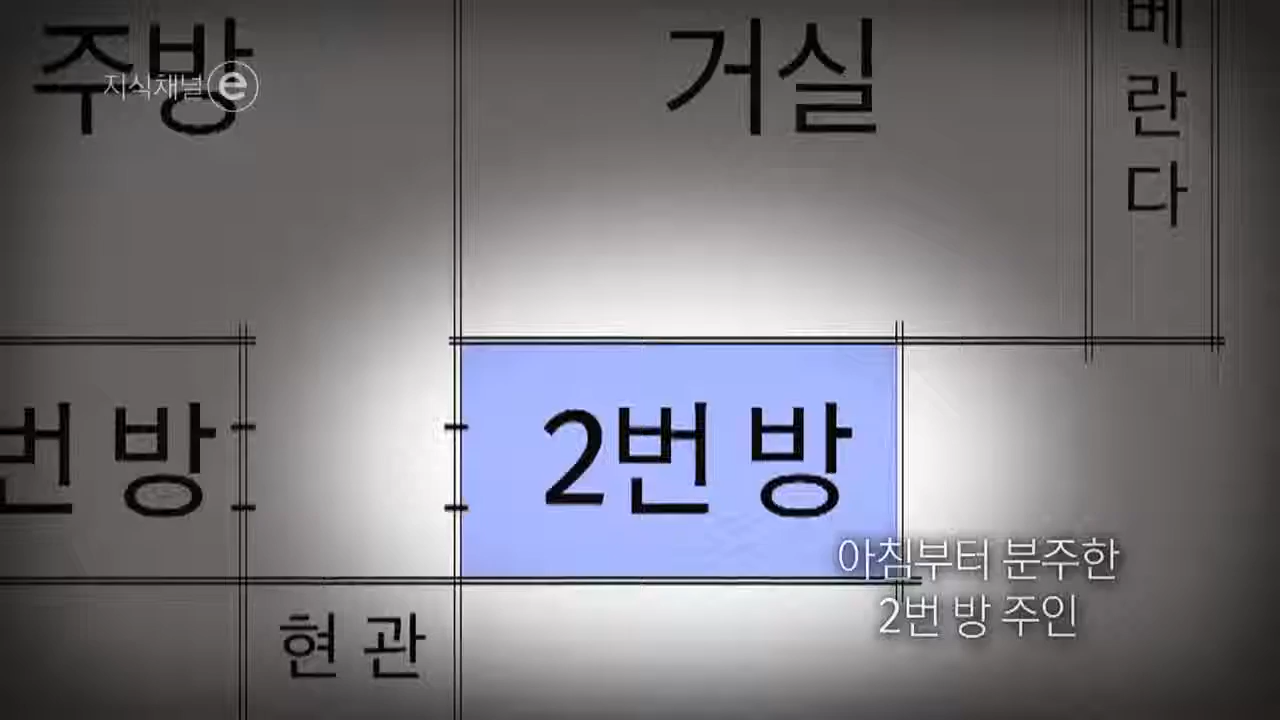 주방
지식채널 e
거실
베란다
번 방
2번 방
아침부터 분주한
2번 방 주인
현관